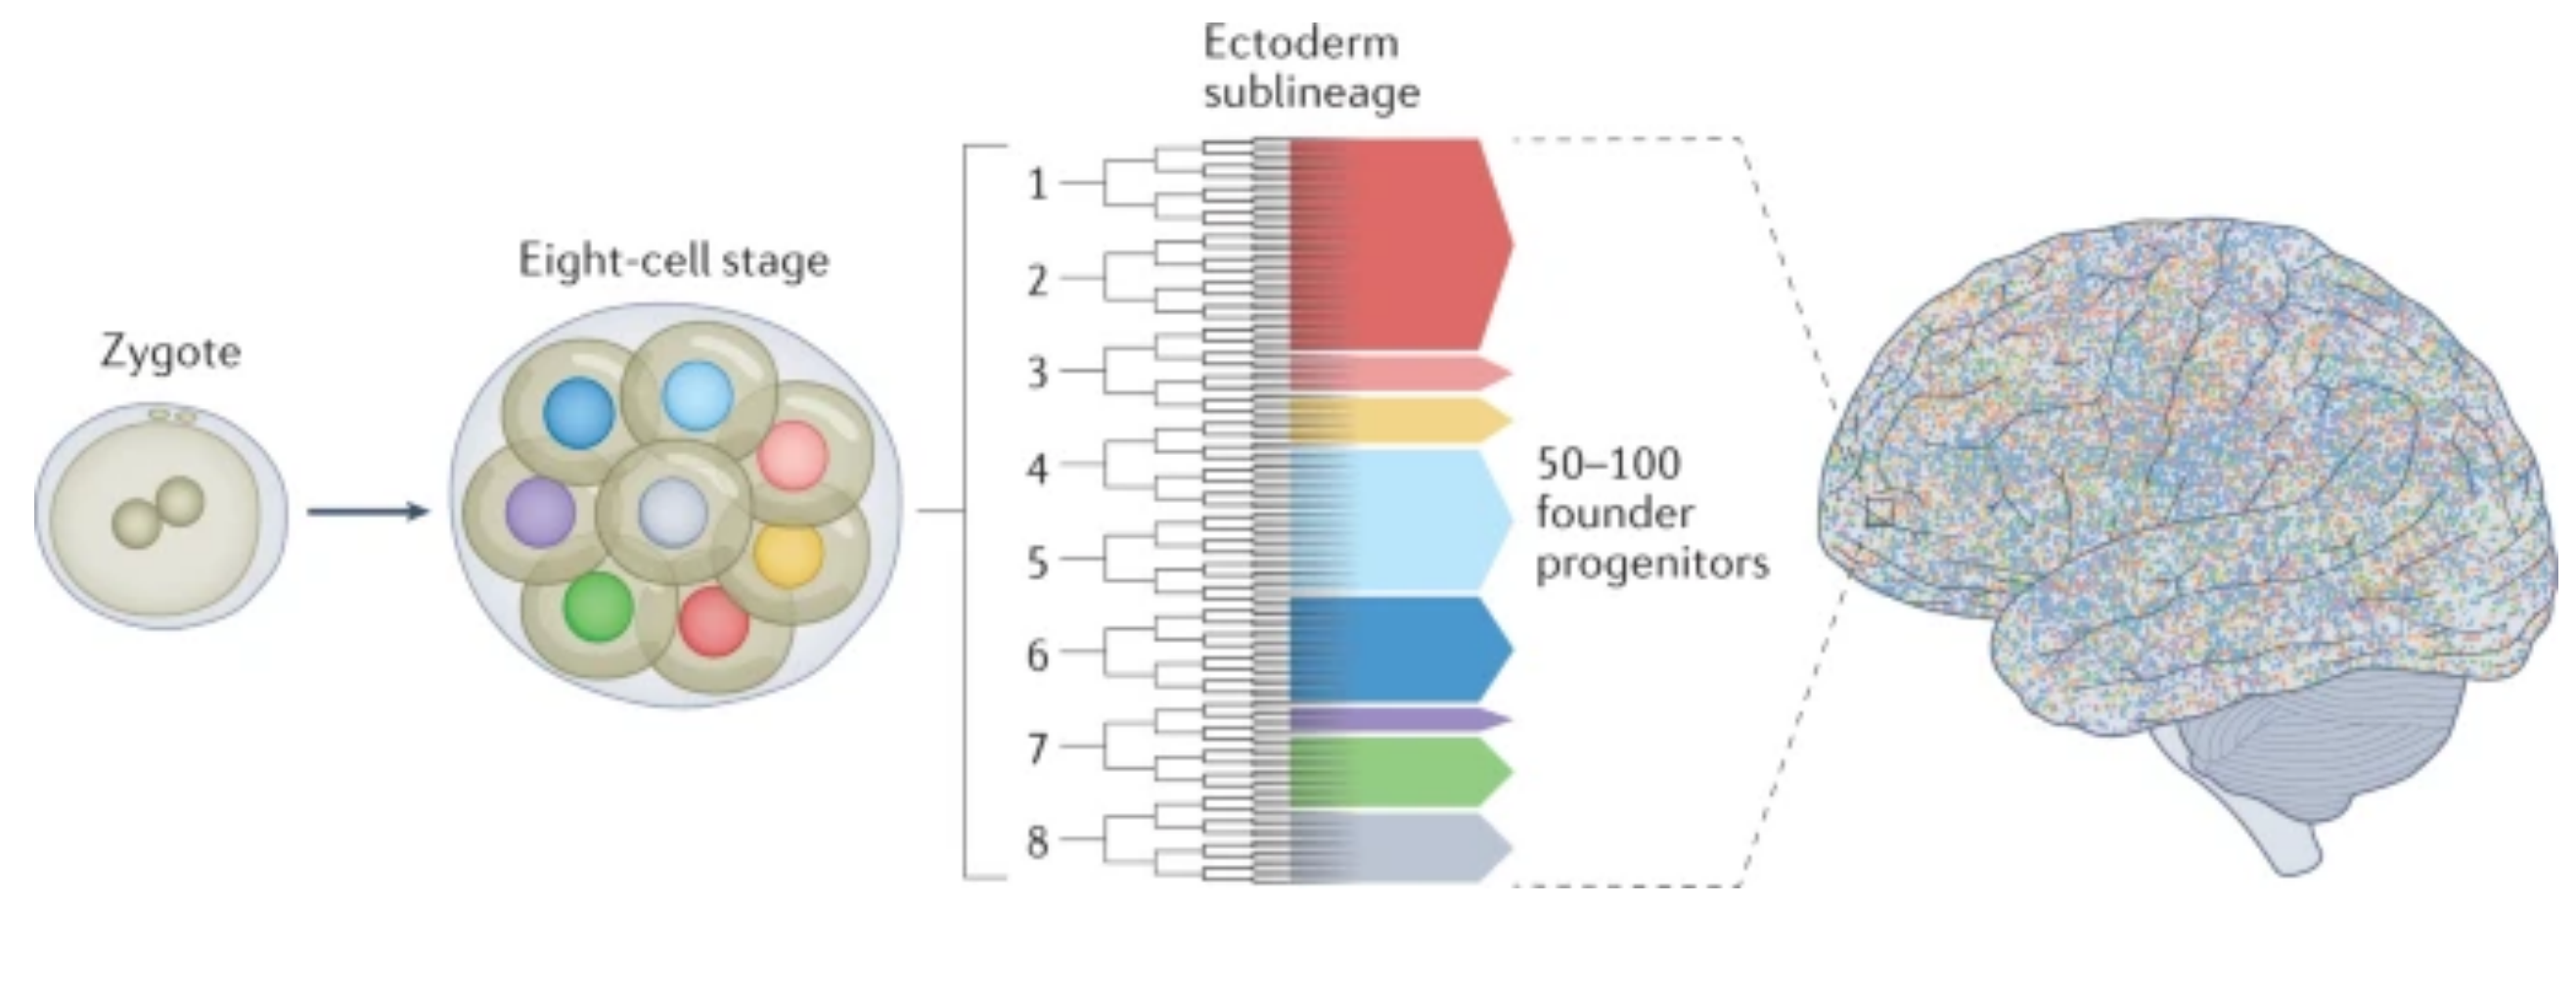 Zygote
Eight-cell stage
Ectoderm
sublineage
1
2
3
4
5
6
7
8
50–100
founder
progenitors